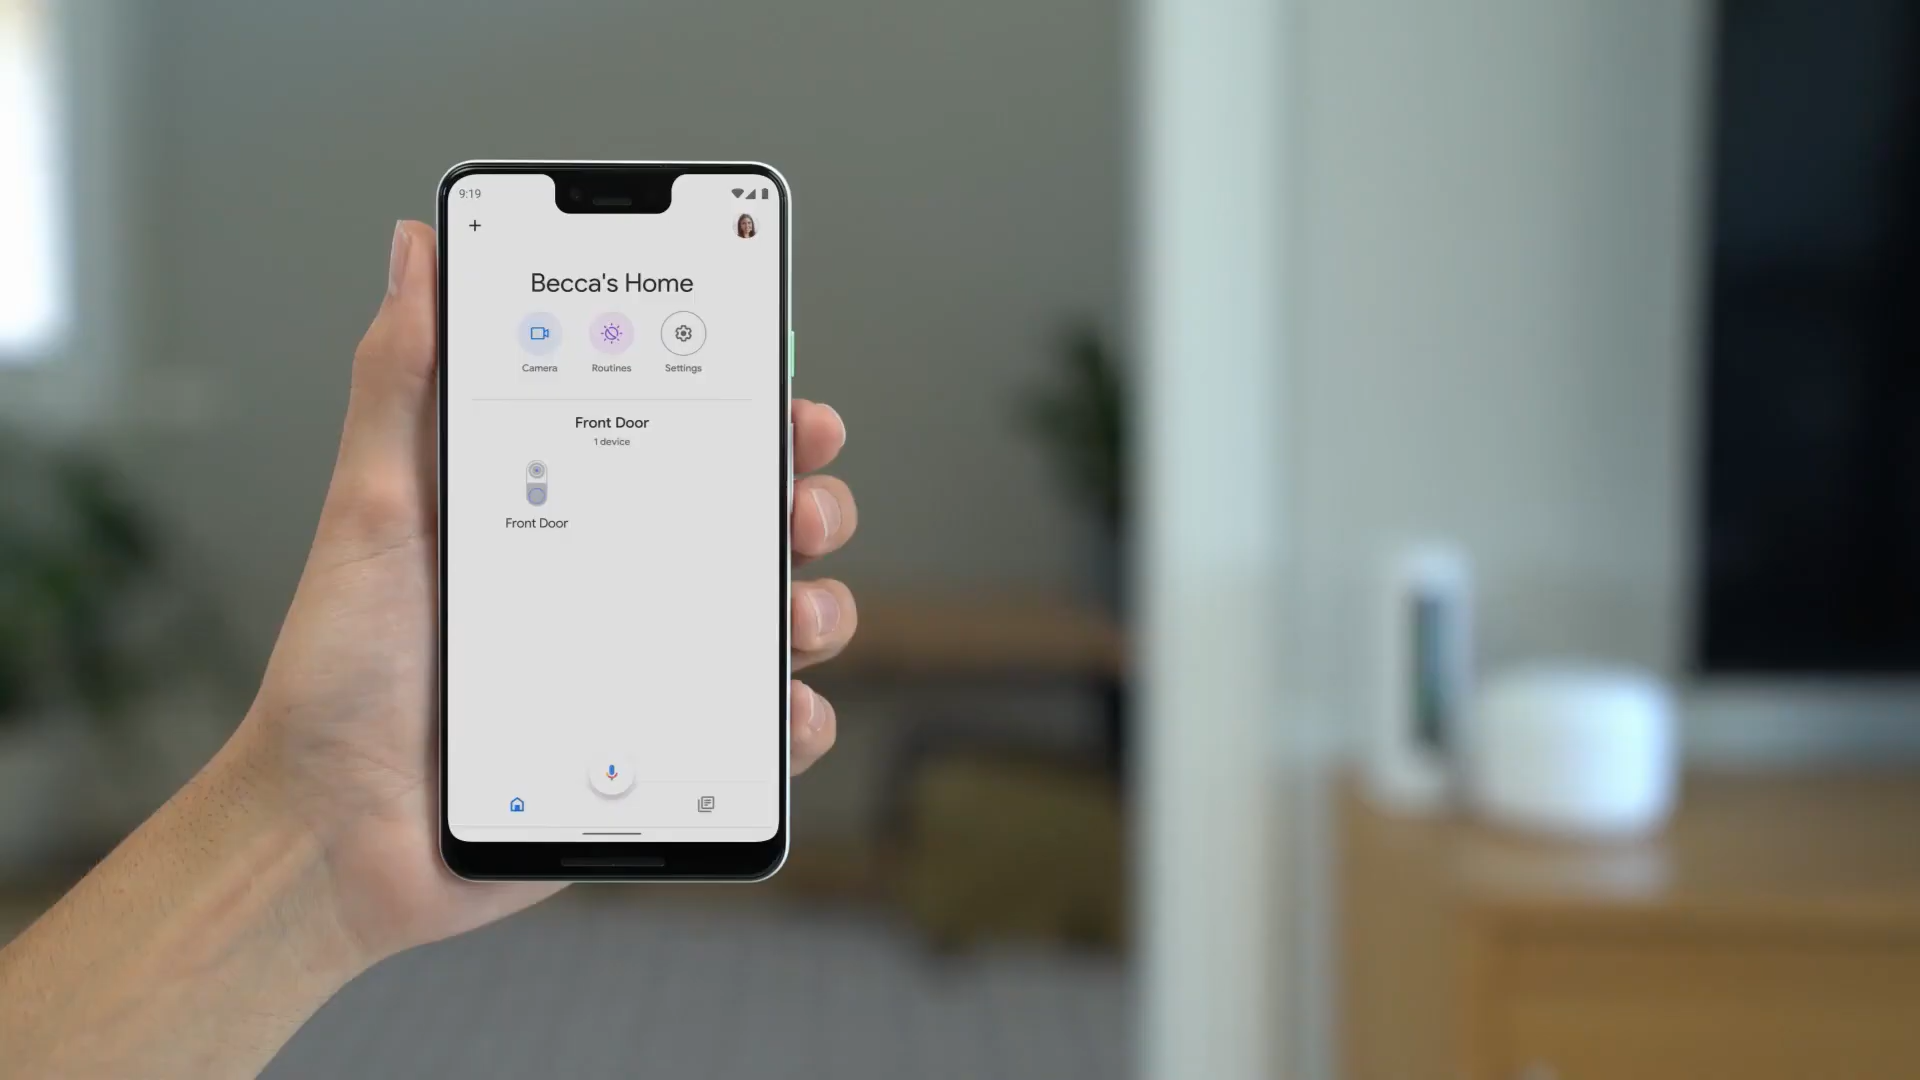 9:19
Becca's Home
Camera
Routines
Settings
Front Door
1 device
Front Door